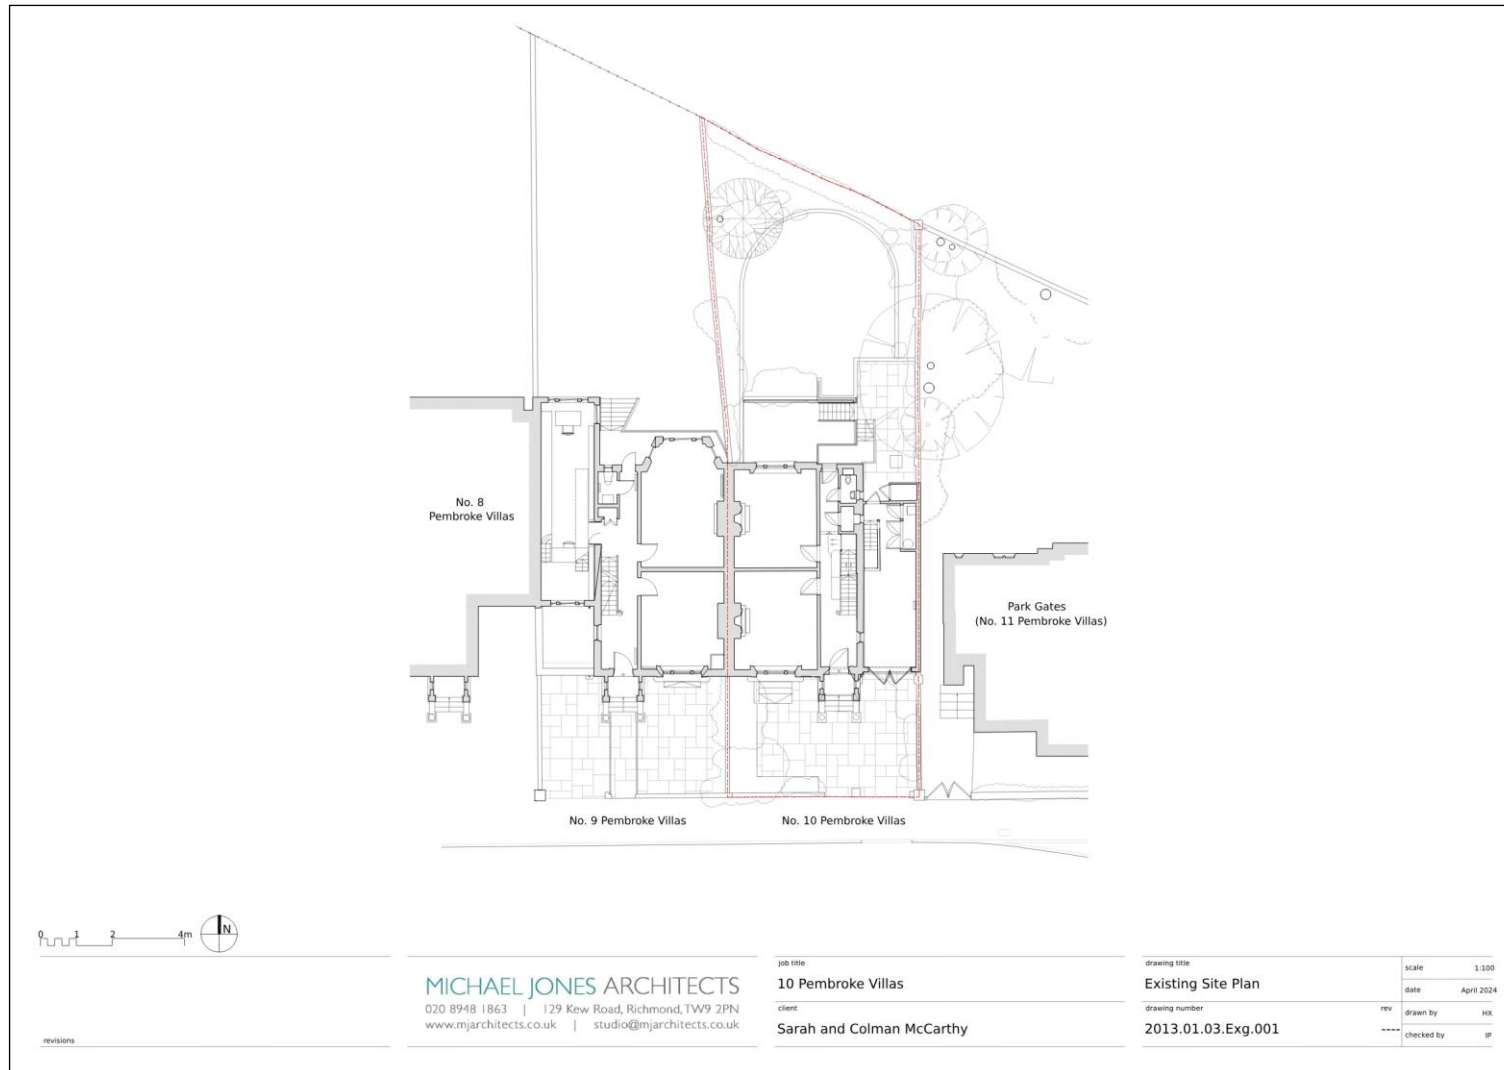 No. 8
Pembroke Villas
Park Gates
(No. 11 Pembroke Villas)
No. 9 Pembroke Villas
No. 10 Pembroke Villas
0 1 2 4m
N
revisions
MICHAEL JONES ARCHITECTS
020 8948 1863 | 129 Kew Road, Richmond, TW9 2PN
www.mjarchitects.co.uk | studio@mjarchitects.co.uk
job title
10 Pembroke Villas
client
Sarah and Colman McCarthy
drawing title
Existing Site Plan
drawing number rev
2013.01.03.Exg.001 ----
scale 1:100
date April 2024
drawn by HX
checked by IP